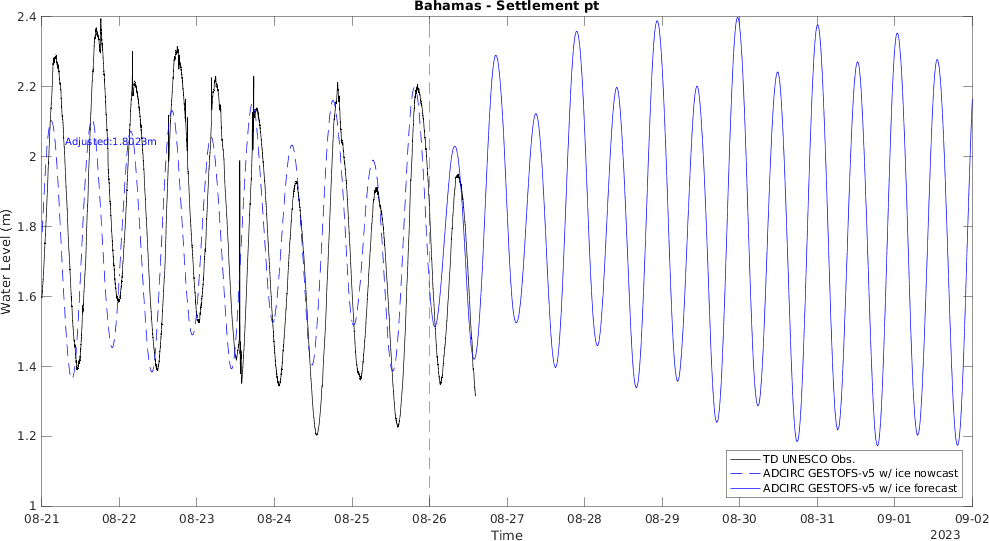 Bahamas - Settlement pt
2.4
2.2
2
1.8
1.6
1.4
1.2
1
Water Level (m)
Adjusted:1.8023m
TD UNESCO Obs.
ADCIRC GESTOFS-v5 w/ ice nowcast
ADCIRC GESTOFS-v5 w/ ice forecast
08-21 08-22 08-23 08-24 08-25 08-26 08-27 08-28 08-29 08-30 08-31 09-01 09-02
Time
2023